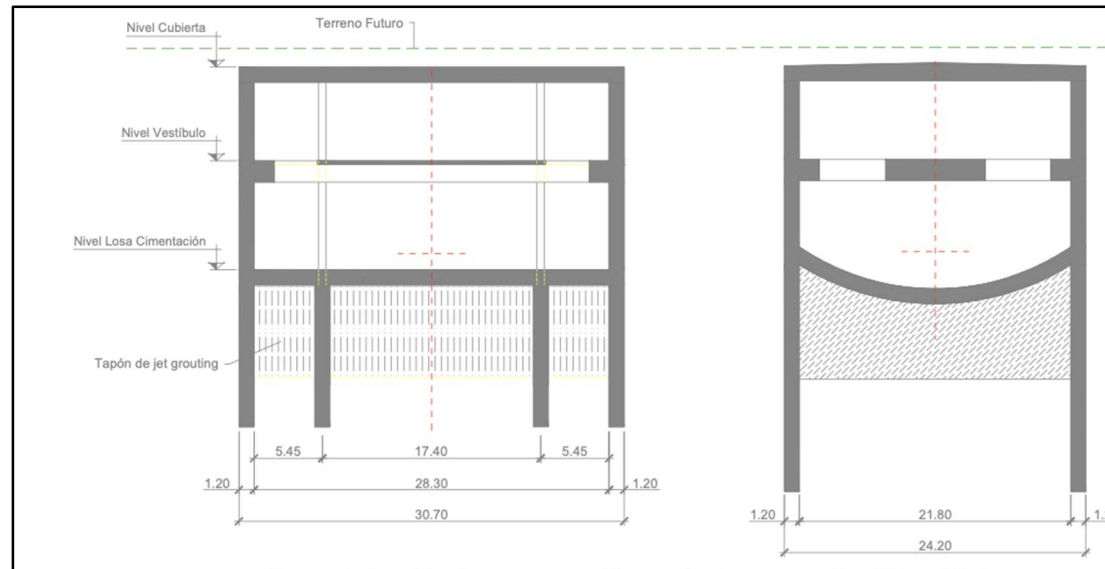 Nivel Cubierta
Terreno Futuro
Nivel Vestíbulo
Nivel Losa Cimentación
Tapón de jet grouting
5.45
17.40
5.45
1.20
28.30
1.20
30.70
1.20
21.80
24.20